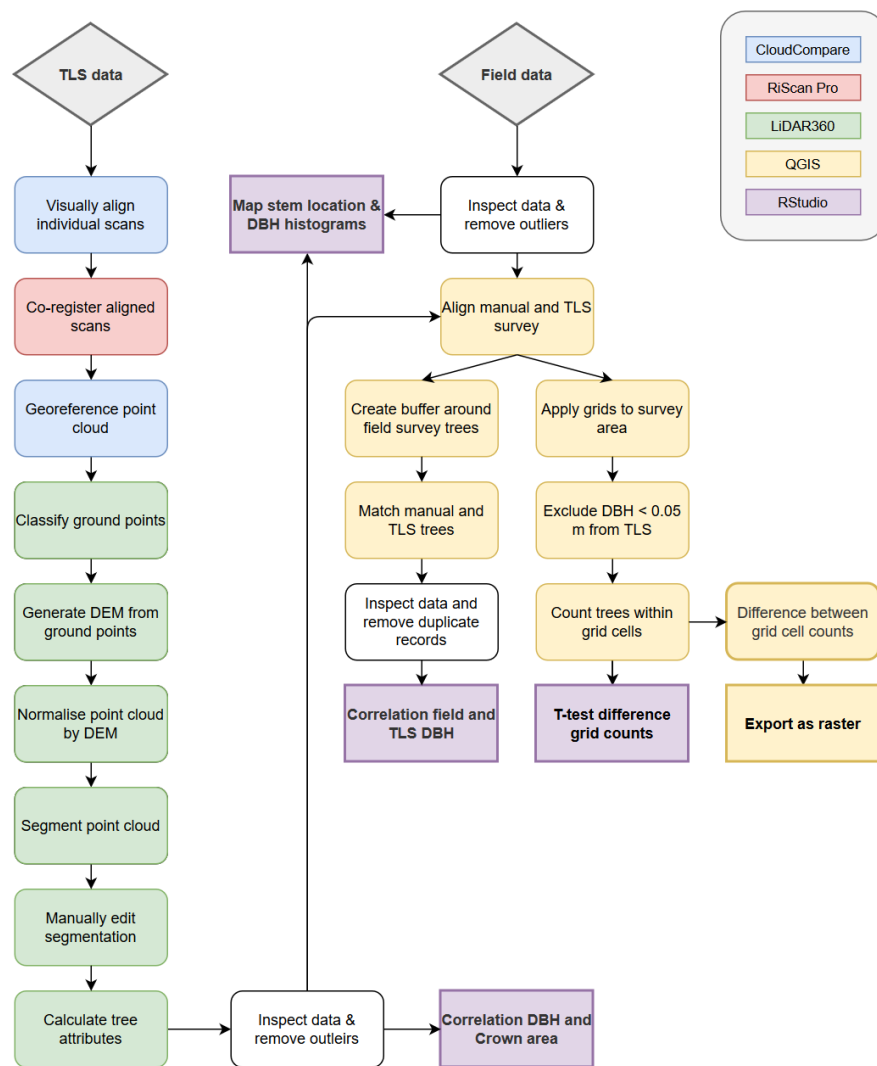 TLS data
Field data
CloudCompare
RiScan Pro
LiDAR360
QGIS
RStudio
Visually align
individual scans
Map stem location &
DBH histograms
Inspect data &
remove outliers
Co-register aligned
scans
Align manual and TLS
survey
Georeference point
cloud
Create buffer around
field survey trees
Apply grids to survey
area
Classify ground points
Match manual and
TLS trees
Exclude DBH < 0.05
m from TLS
Generate DEM from
ground points
Inspect data and
remove duplicate
records
Count trees within
grid cells
Difference between
grid cell counts
Normalise point cloud
by DEM
Correlation field and
TLS DBH
T-test difference
grid counts
Export as raster
Segment point cloud
Manually edit
segmentation
Calculate tree
attributes
Inspect data &
remove outleirs
Correlation DBH and
Crown area